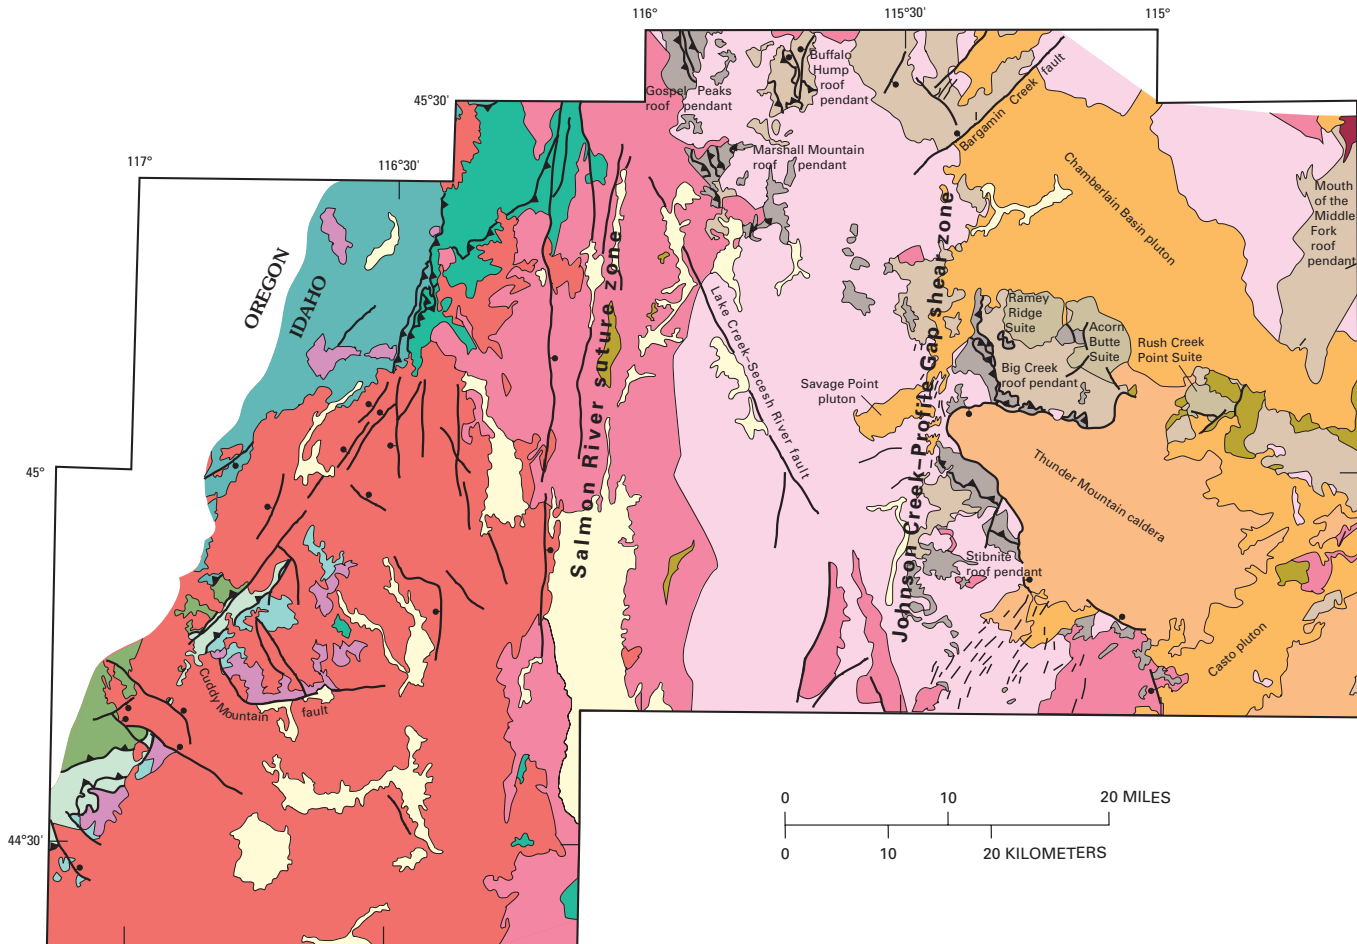 116°
115°30'
115°
45°30'
117°
116°30'
45°
44°30'
OREGON
IDAHO
Gospel Peaks
roof pendant
Buffalo
Hump
roof
pendant
Bargamin Creek fault
Marshall Mountain
roof pendant
Chamberlain Basin pluton
Mouth
of the
Middle
Fork
roof
pendant
Salmon River suture zone
Lake Creek–Secesh River fault
Johnson Creek–Profile Gap shear zone
Ramey
Ridge
Suite
Acorn
Butte
Suite
Rush Creek
Point Suite
Big Creek
roof pendant
Savage Point
pluton
Thunder Mountain caldera
Stibnite
roof pendant
Casto pluton
Cuddy Mountain fault
0 10 20 MILES
0 10 20 KILOMETERS